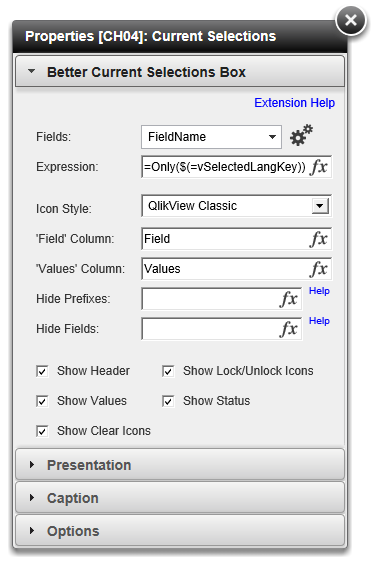 Properties [CH04]: Current Selections
Better Current Selections Box
Extension Help
Fields: FieldName
Expression: =Only($(=vSelectedLangKey)) fx
Icon Style: QlikView Classic
'Field' Column: Field fx
'Values' Column: Values fx
Hide Prefixes: fx Help
Hide Fields: fx Help
Show Header Show Lock/Unlock Icons
Show Values Show Status
Show Clear Icons
Presentation
Caption
Options